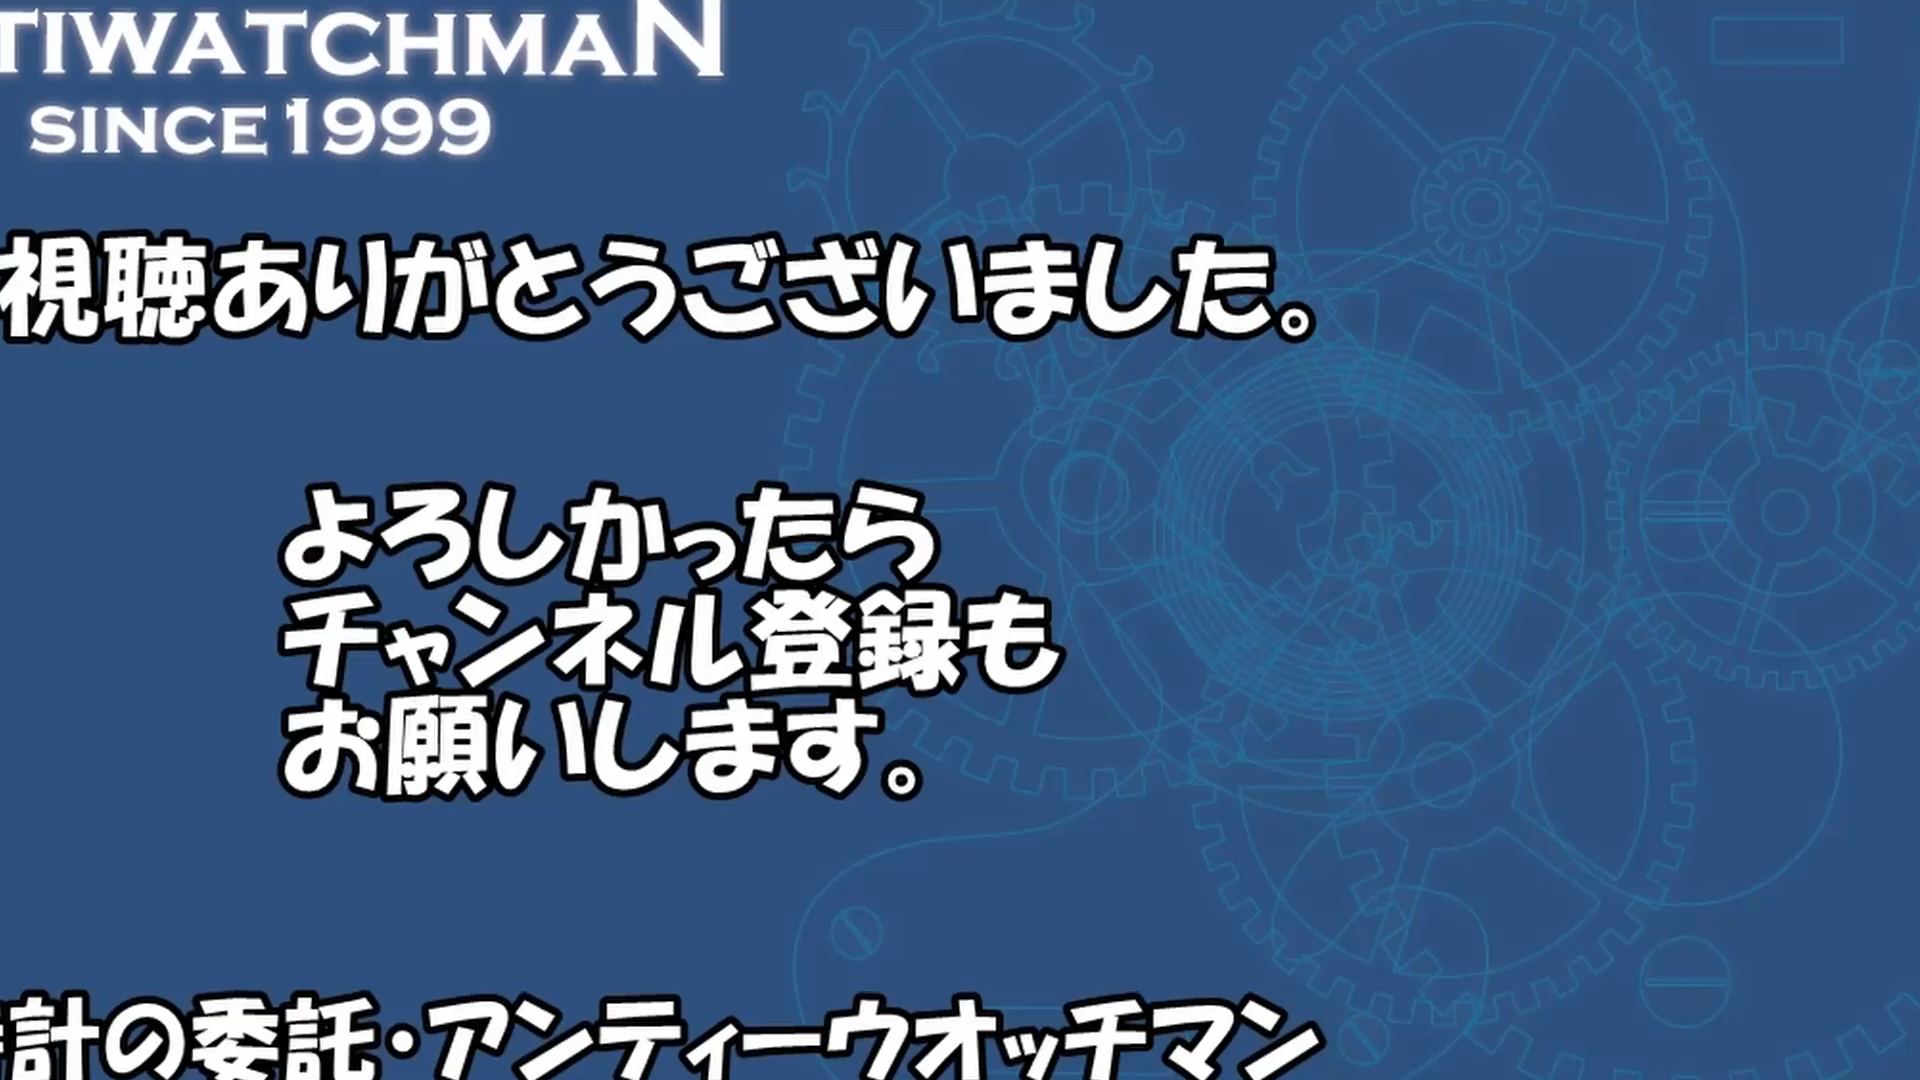 TIWATCHMAN
SINCE 1999
視聴ありがとうございました。
よろしかったら
チャンネル登録も
お願いします。
計の委託・アンティーウオッチマン